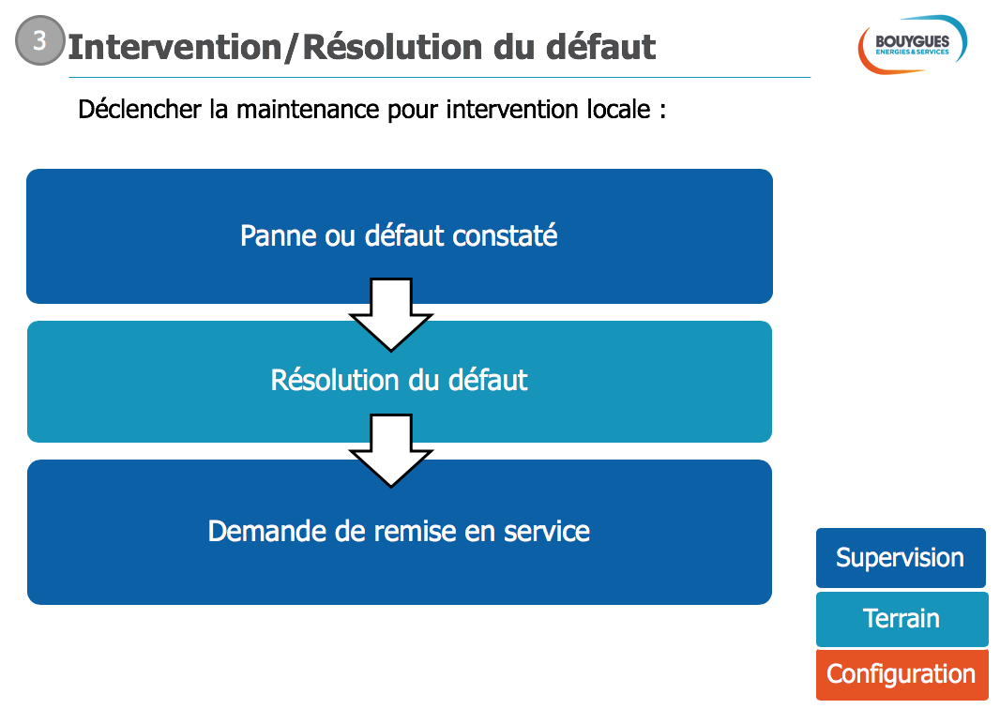 3
Intervention/Résolution du défaut
BOUYGUES
ENERGIES & SERVICES
Déclencher la maintenance pour intervention locale :
Panne ou défaut constaté
Résolution du défaut
Demande de remise en service
Supervision
Terrain
Configuration